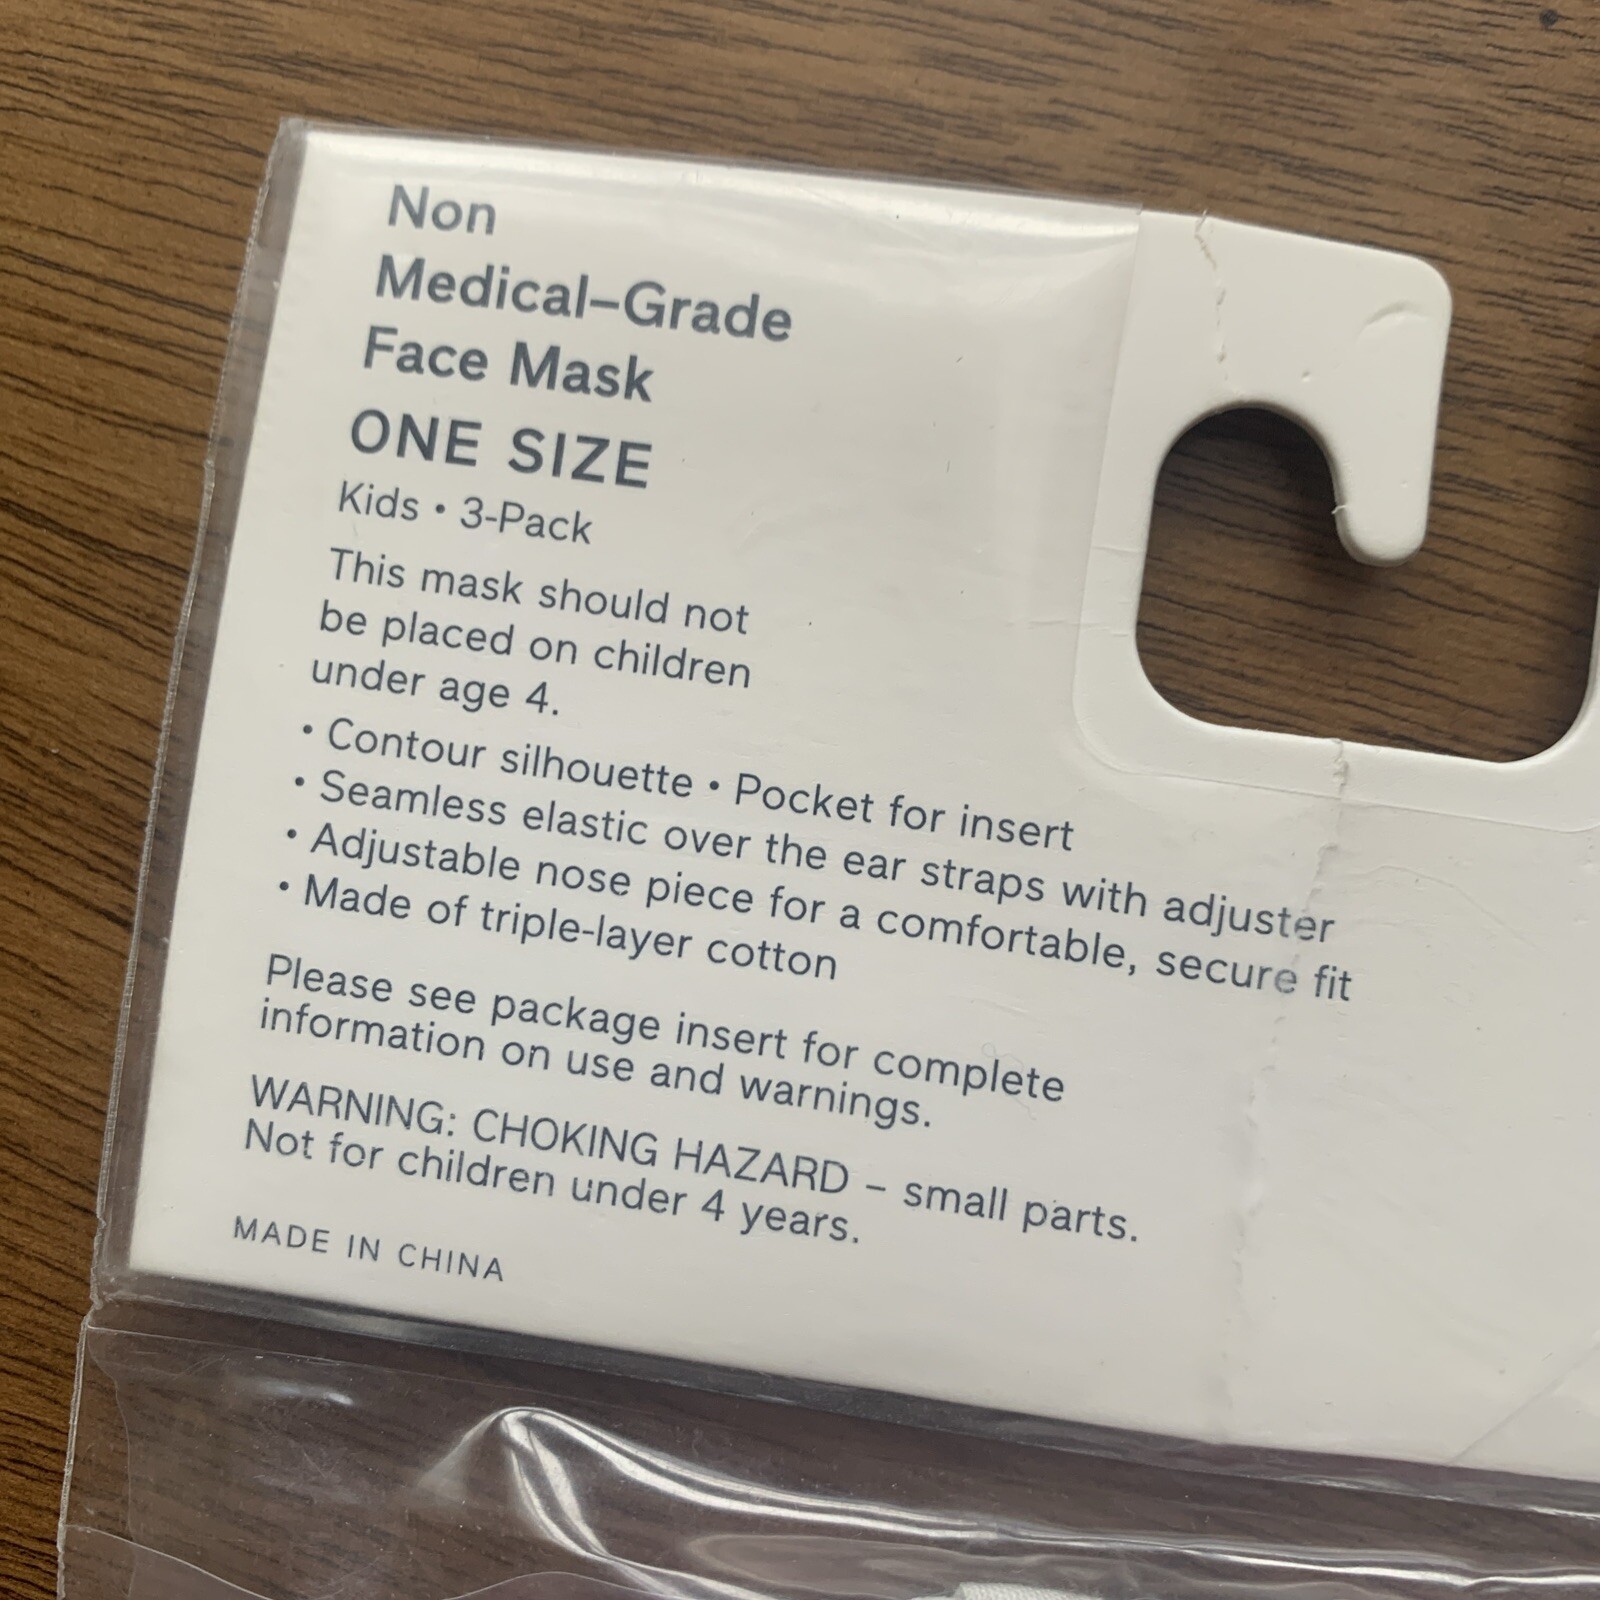 Non
Medical–Grade
Face Mask
ONE SIZE
Kids • 3-Pack
This mask should not
be placed on children
under age 4.
• Contour silhouette • Pocket for insert
• Seamless elastic over the ear straps with adjuster
• Adjustable nose piece for a comfortable, secure fit
• Made of triple-layer cotton
Please see package insert for complete
information on use and warnings.
WARNING: CHOKING HAZARD – small parts.
Not for children under 4 years.
MADE IN CHINA